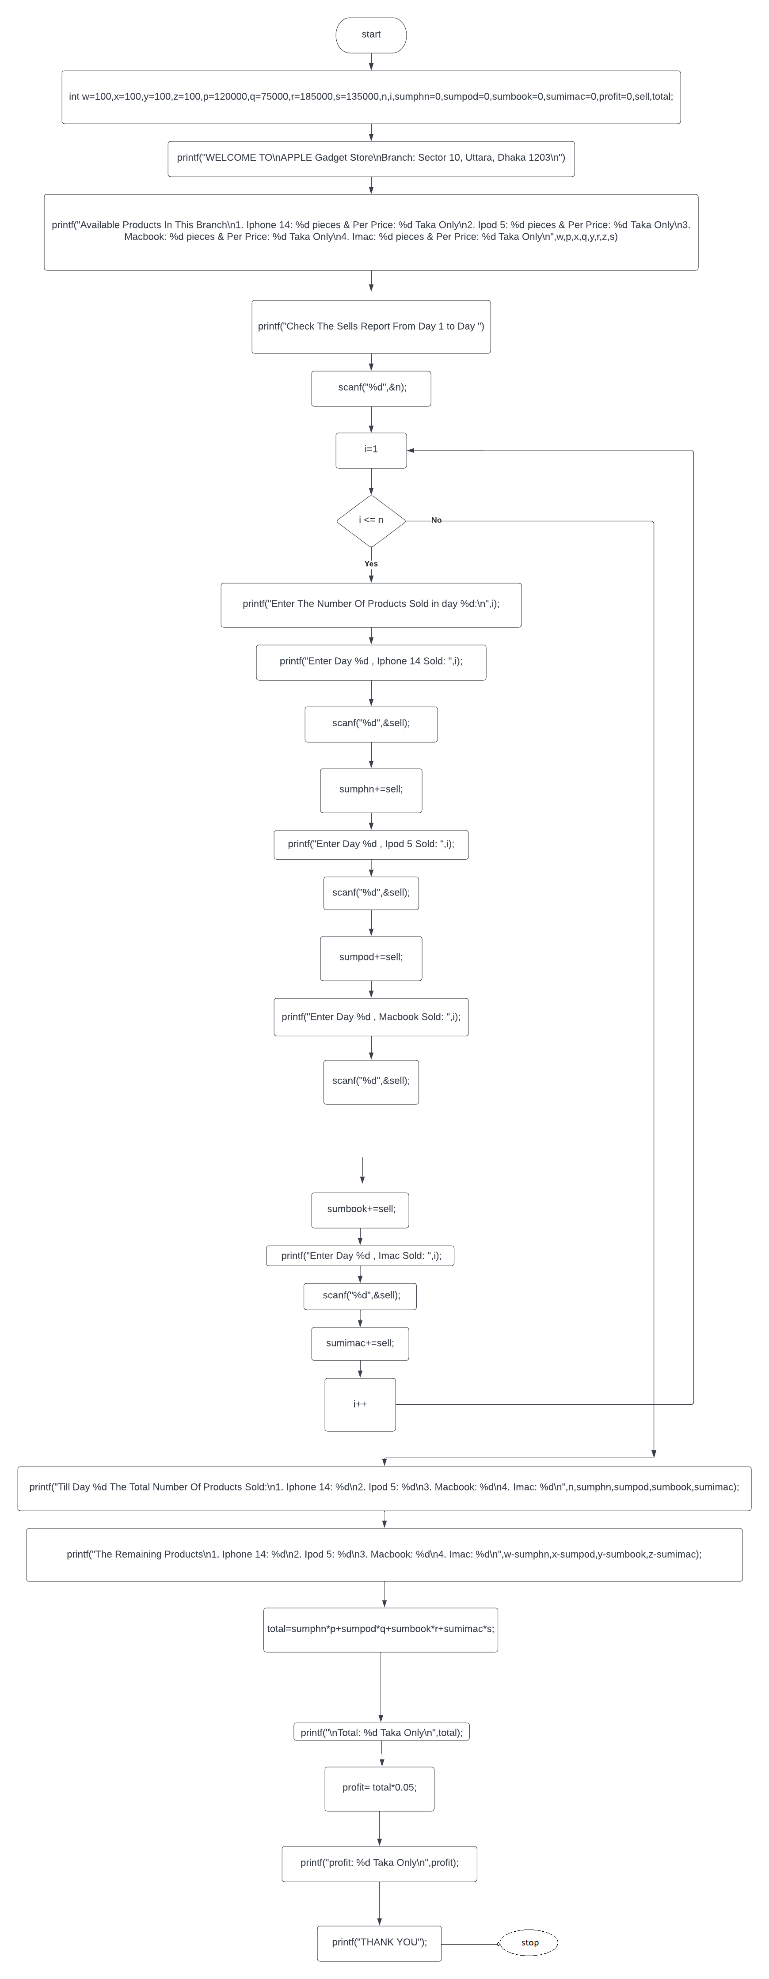 start
int w=100,x=100,y=100,z=100,p=120000,q=75000,r=185000,s=135000,n,i,sumphn=0,sumpod=0,sumbook=0,sumimac=0,profit=0,sell,total;
printf("WELCOME TO\nAPPLE Gadget Store\nBranch: Sector 10, Uttara, Dhaka 1203\n")
printf("Available Products In This Branch\n1. Iphone 14: %d pieces & Per Price: %d Taka Only\n2. Ipod 5: %d pieces & Per Price: %d Taka Only\n3.
Macbook: %d pieces & Per Price: %d Taka Only\n4. Imac: %d pieces & Per Price: %d Taka Only\n",w,p,x,q,y,r,z,s)
printf("Check The Sells Report From Day 1 to Day ")
scanf("%d",&n);
i=1
i <= n
No
Yes
printf("Enter The Number Of Products Sold in day %d:\n",i);
printf("Enter Day %d , Iphone 14 Sold: ",i);
scanf("%d",&sell);
sumphn+=sell;
printf("Enter Day %d , Ipod 5 Sold: ",i);
scanf("%d",&sell);
sumpod+=sell;
printf("Enter Day %d , Macbook Sold: ",i);
scanf("%d",&sell);
sumbook+=sell;
printf("Enter Day %d , Imac Sold: ",i);
scanf("%d",&sell);
sumimac+=sell;
i++
printf("Till Day %d The Total Number Of Products Sold:\n1. Iphone 14: %d\n2. Ipod 5: %d\n3. Macbook: %d\n4. Imac: %d\n",n,sumphn,sumpod,sumbook,sumimac);
printf("The Remaining Products\n1. Iphone 14: %d\n2. Ipod 5: %d\n3. Macbook: %d\n4. Imac: %d\n",w-sumphn,x-sumpod,y-sumbook,z-sumimac);
total=sumphn*p+sumpod*q+sumbook*r+sumimac*s;
printf("\nTotal: %d Taka Only\n",total);
profit= total*0.05;
printf("profit: %d Taka Only\n",profit);
printf("THANK YOU");
stop